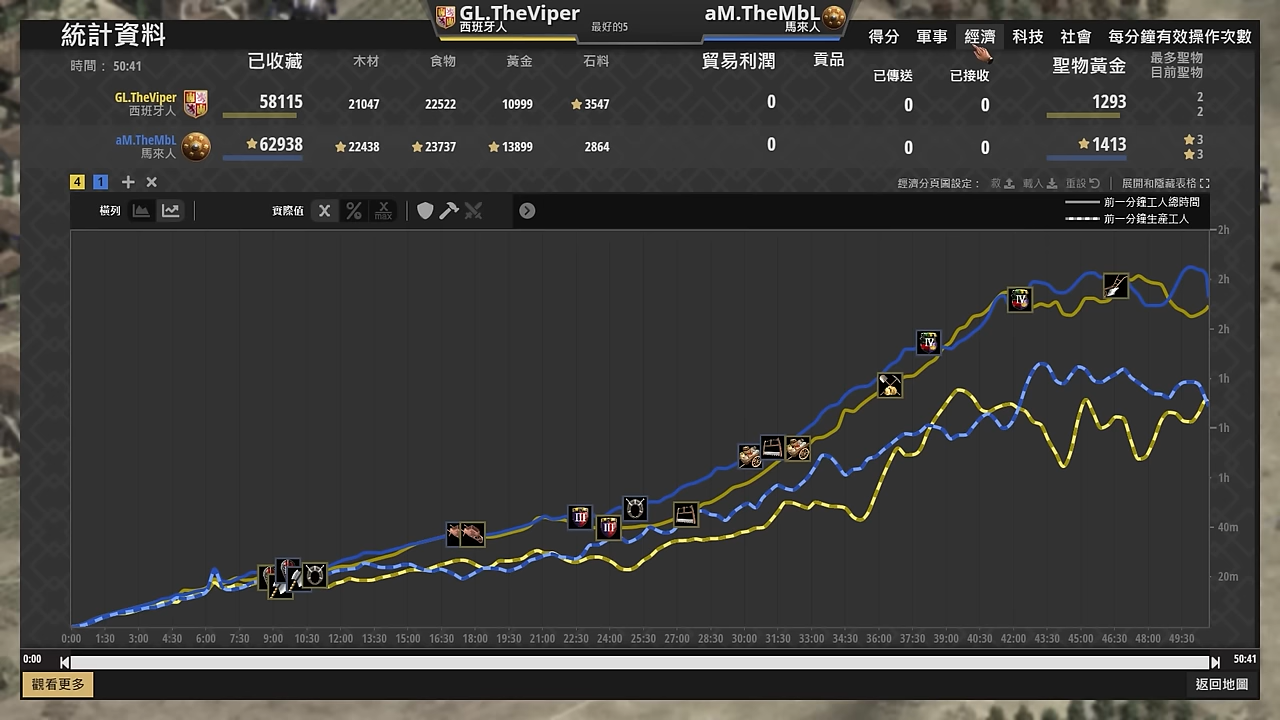 GL.TheViper
西班牙人
最好的5
aM.TheMbL
馬來人
統計資料
得分 軍事 經濟 科技 社會 每分鐘有效操作次數
時間： 50:41
已收藏 木材 食物 黃金 石料 貿易利潤 貢品 已傳送 已接收 聖物黃金 最多聖物 目前聖物
GL.TheViper
西班牙人
58115 21047 22522 10999 3547 0 0 0 1293 2
2
aM.TheMbL
馬來人
62938 22438 23737 13899 2864 0 0 0 1413 3
3
4 1
經濟分頁圖設定： 載入 重設 展開和隱藏表格
橫列 實際值 X % X max
前一分鐘工人總時間
前一分鐘生產工人
2h
2h
2h
1h
1h
1h
40m
20m
IV
IV
III
III
0:00 1:30 3:00 4:30 6:00 7:30 9:00 10:30 12:00 13:30 15:00 16:30 18:00 19:30 21:00 22:30 24:00 25:30 27:00 28:30 30:00 31:30 33:00 34:30 36:00 37:30 39:00 40:30 42:00 43:30 45:00 46:30 48:00 49:30
0:00 50:41
觀看更多 返回地圖